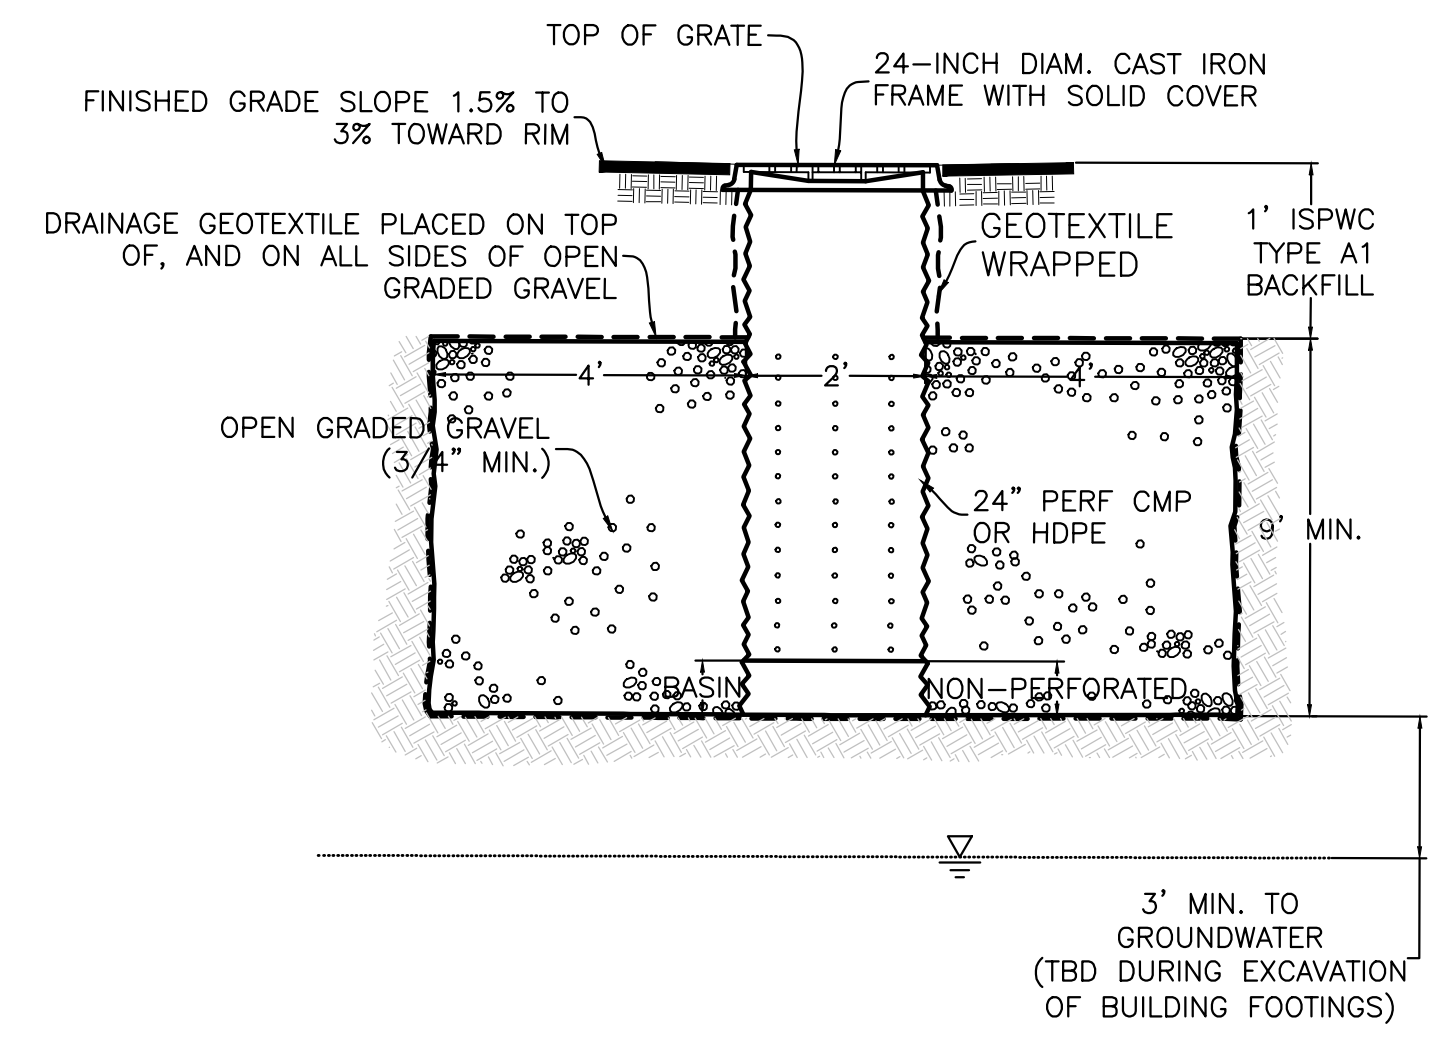 TOP OF GRATE
24-INCH DIAM. CAST IRON
FRAME WITH SOLID COVER
FINISHED GRADE SLOPE 1.5% TO
3% TOWARD RIM
DRAINAGE GEOTEXTILE PLACED ON TOP
OF, AND ON ALL SIDES OF OPEN
GRADED GRAVEL
GEOTEXTILE
WRAPPED
1' ISPWC
TYPE A1
BACKFILL
4'
2'
4'
OPEN GRADED GRAVEL
(3/4" MIN.)
24" PERF CMP
OR HDPE
9' MIN.
BASIN
NON-PERFORATED
3' MIN. TO
GROUNDWATER
(TBD DURING EXCAVATION
OF BUILDING FOOTINGS)